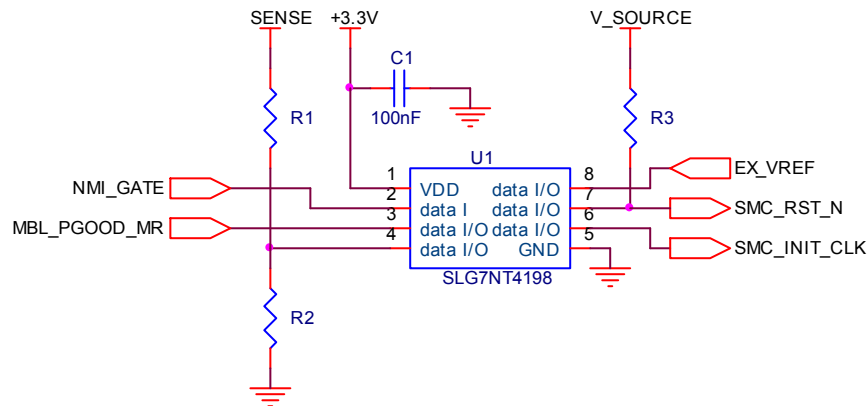 SENSE +3.3V V_SOURCE
C1
100nF
R1 R3
U1
1 VDD data I/O 8 EX_VREF
NMI_GATE 2 data I data I/O 7 SMC_RST_N
MBL_PGOOD_MR 3 data I/O data I/O 6
4 data I/O GND 5 SMC_INIT_CLK
SLG7NT4198
R2